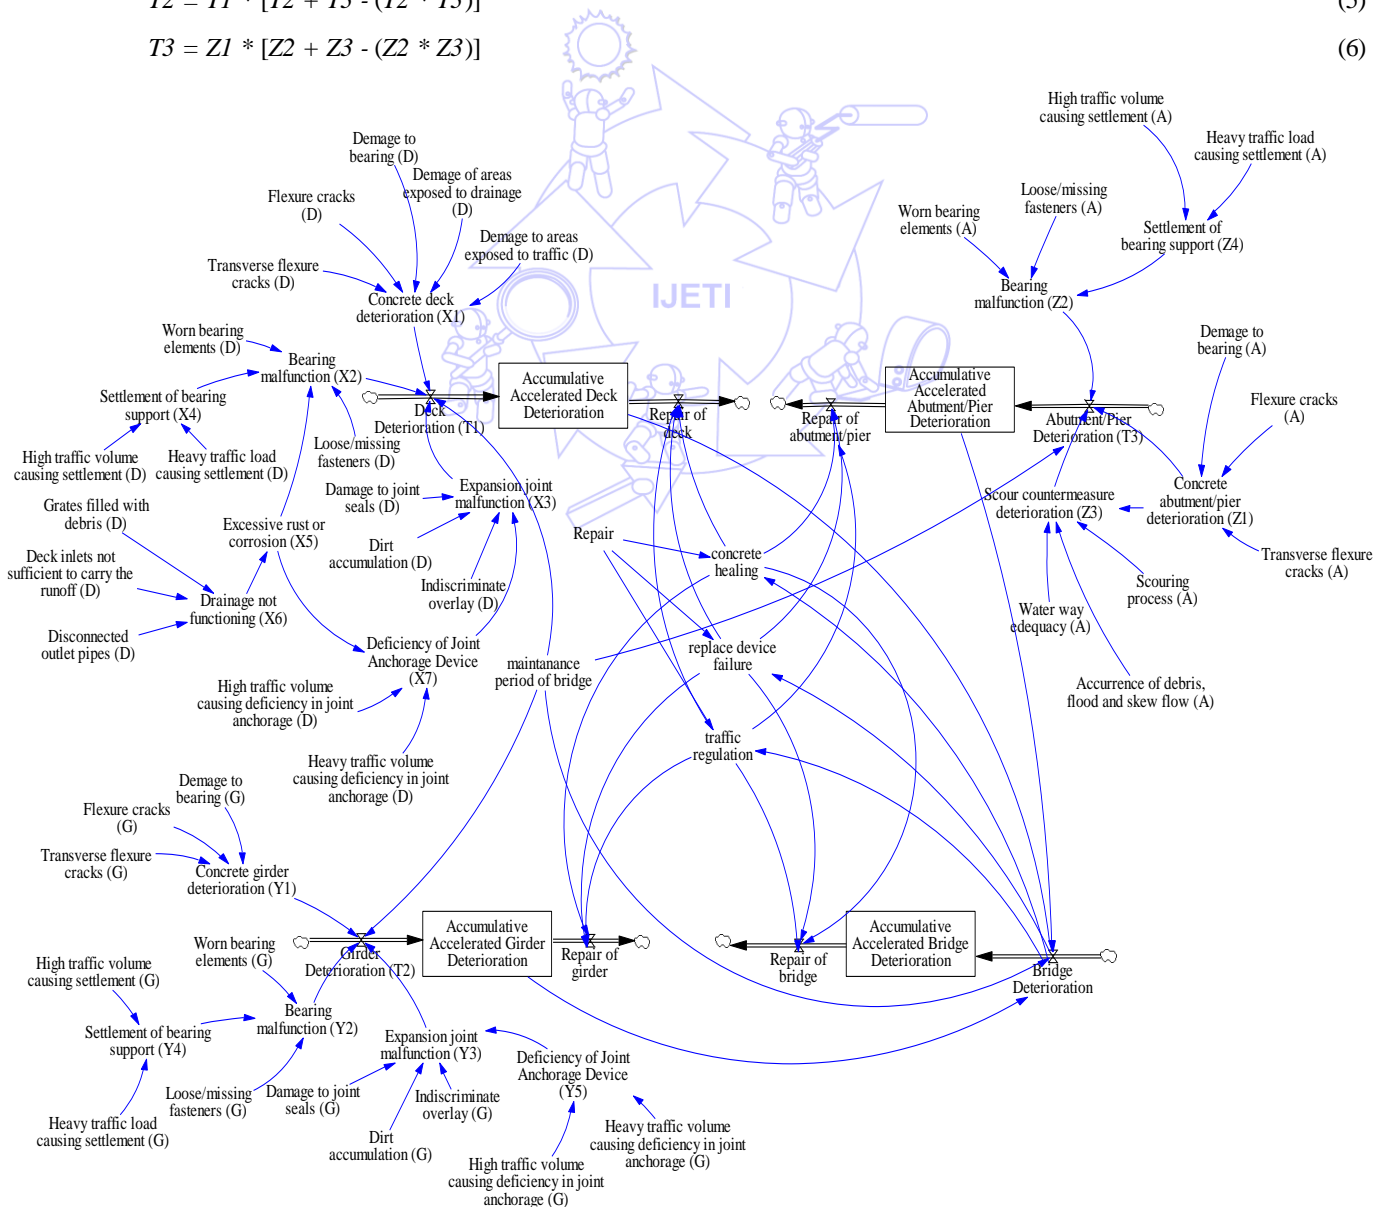 T2 = Y1 * [Y2 + Y3 - (Y2 * Y3)]
(5)
T3 = Z1 * [Z2 + Z3 - (Z2 * Z3)]
(6)
High traffic volume
causing settlement (A)
Heavy traffic load
causing settlement (A)
Demage to
bearing (D)
Demage of areas
exposed to drainage
(D)
Flexure cracks
(D)
Damage to areas
exposed to traffic (D)
Transverse flexure
cracks (D)
Concrete deck
deterioration (X1)
Loose/missing
fasteners (A)
Worn bearing
elements (A)
Settlement of
bearing support (Z4)
Bearing
malfunction (Z2)
IJETI
Worn bearing
elements (D)
Bearing
malfunction (X2)
Settlement of bearing
support (X4)
High traffic volume
causing settlement (D)
Heavy traffic load
causing settlement (D)
Loose/missing
fasteners (D)
Deck
Deterioration (T1)
Accumulative
Accelerated Deck
Deterioration
Repair of
deck
Repair of
abutment/pier
Accumulative
Accelerated
Abutment/Pier
Deterioration
Abutment/Pier
Deterioration (T3)
Demage to
bearing (A)
Flexure cracks
(A)
Concrete
abutment/pier
deterioration (Z1)
Transverse flexure
cracks (A)
Scour countermeasure
deterioration (Z3)
Scouring
process (A)
Water way
edequacy (A)
Accurrence of debris,
flood and skew flow (A)
Grates filled with
debris (D)
Excessive rust or
corrosion (X5)
Deck inlets not
sufficient to carry the
runoff (D)
Drainage not
functioning (X6)
Disconnected
outlet pipes (D)
Damage to joint
seals (D)
Expansion joint
malfunction (X3)
Dirt
accumulation (D)
Indiscriminate
overlay (D)
Deficiency of Joint
Anchorage Device
(X7)
High traffic volume
causing deficiency in joint
anchorage (D)
Heavy traffic volume
causing deficiency in joint
anchorage (D)
Repair
concrete
healing
replace device
failure
maintanance
period of bridge
traffic
regulation
Demage to
bearing (G)
Flexure cracks
(G)
Transverse flexure
cracks (G)
Concrete girder
deterioration (Y1)
Worn bearing
elements (G)
Girder
Deterioration (T2)
Accumulative
Accelerated Girder
Deterioration
Repair of
girder
Repair of
bridge
Accumulative
Accelerated Bridge
Deterioration
Bridge
Deterioration
High traffic volume
causing settlement (G)
Settlement of bearing
support (Y4)
Bearing
malfunction (Y2)
Heavy traffic load
causing settlement (G)
Loose/missing
fasteners (G)
Expansion joint
malfunction (Y3)
Damage to joint
seals (G)
Dirt
accumulation (G)
Indiscriminate
overlay (G)
Deficiency of Joint
Anchorage Device
(Y5)
High traffic volume
causing deficiency in joint
anchorage (G)
Heavy traffic volume
causing deficiency in joint
anchorage (G)